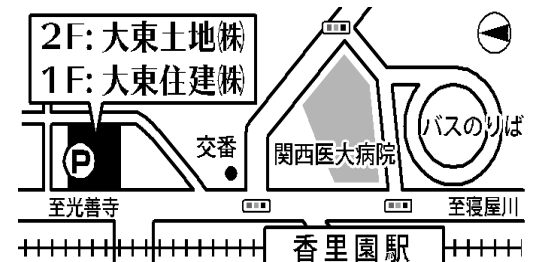 2F:大東土地㈱
1F:大東住建㈱
P
交番
関西医大病院
バスのりば
至光善寺
至寝屋川
香里園駅